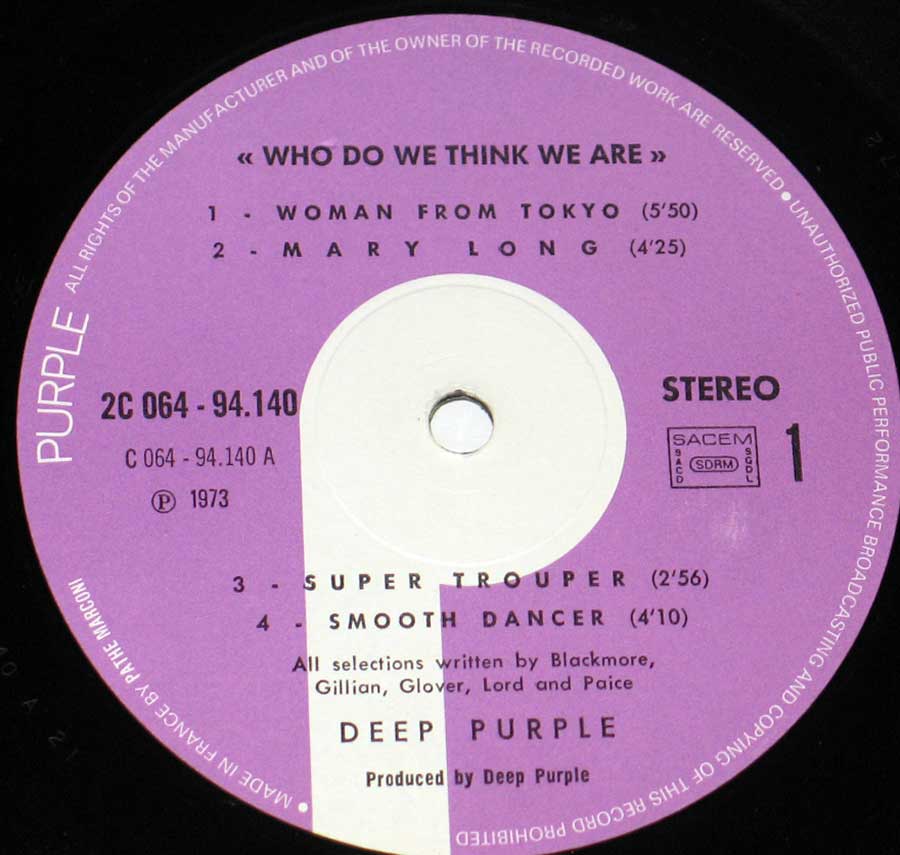 « WHO DO WE THINK WE ARE »
1 - WOMAN FROM TOKYO (5'50)
2 - MARY LONG (4'25)
PURPLE
2C 064 - 94.140
C 064 - 94.140 A
Ⓟ 1973
STEREO
SACEM
SACD
SDRM
SGDL
1
3 - SUPER TROUPER (2'56)
4 - SMOOTH DANCER (4'10)
All selections written by Blackmore,
Gillian, Glover, Lord and Paice
DEEP PURPLE
Produced by Deep Purple
ALL RIGHTS OF THE MANUFACTURER AND OF THE OWNER OF THE RECORDED WORK ARE RESERVED • UNAUTHORIZED PUBLIC PERFORMANCE BROADCASTING AND COPYING OF THIS RECORD PROHIBITED
• MADE IN FRANCE BY PATHE MARCONI